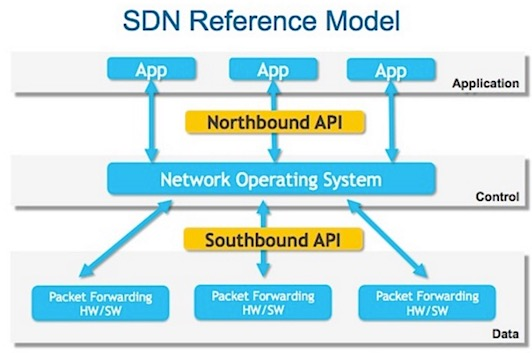 SDN Reference Model
App
App
App
Application
Northbound API
Network Operating System
Control
Southbound API
Packet Forwarding
HW/SW
Packet Forwarding
HW/SW
Packet Forwarding
HW/SW
Data